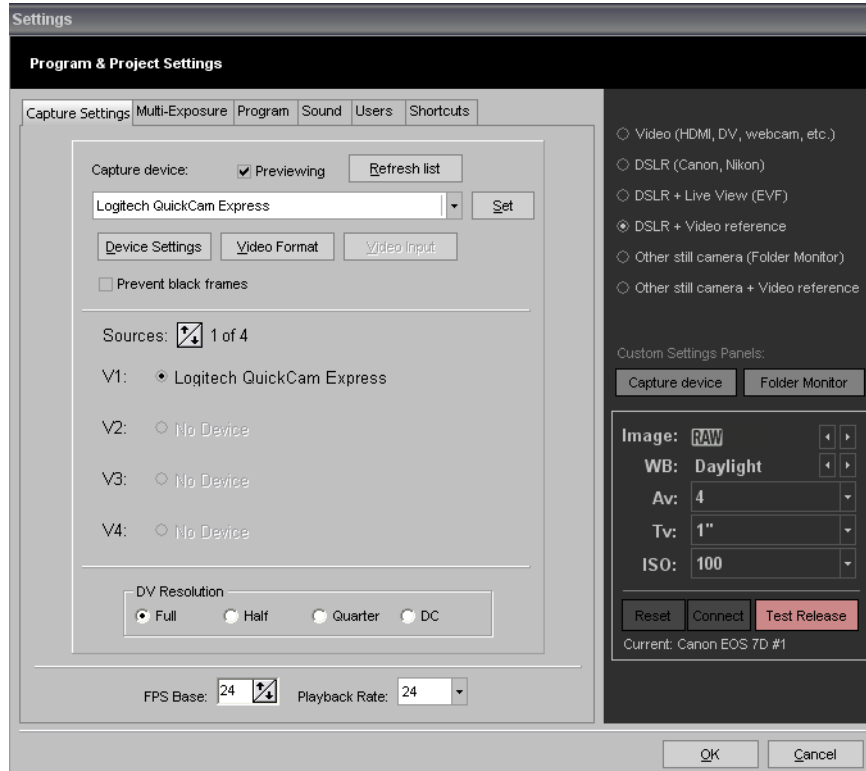 Settings
Program & Project Settings
Capture Settings Multi-Exposure Program Sound Users Shortcuts
Capture device: Previewing Refresh list
Logitech QuickCam Express Set
Device Settings Video Format Video Input
Prevent black frames
Sources: 1 of 4
V1: Logitech QuickCam Express
V2: No Device
V3: No Device
V4: No Device
DV Resolution
Full Half Quarter DC
FPS Base: 24 Playback Rate: 24
Video (HDMI, DV, webcam, etc.)
DSLR (Canon, Nikon)
DSLR + Live View (EVF)
DSLR + Video reference
Other still camera (Folder Monitor)
Other still camera + Video reference
Custom Settings Panels:
Capture device Folder Monitor
Image: RAW
WB: Daylight
Av: 4
Tv: 1"
ISO: 100
Reset Connect Test Release
Current: Canon EOS 7D #1
OK Cancel